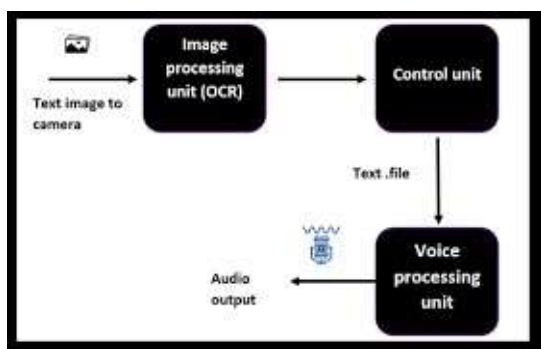 Image
processing
unit (OCR)
Control unit
Text image to
camera
Text .file
Voice
processing
unit
Audio
output